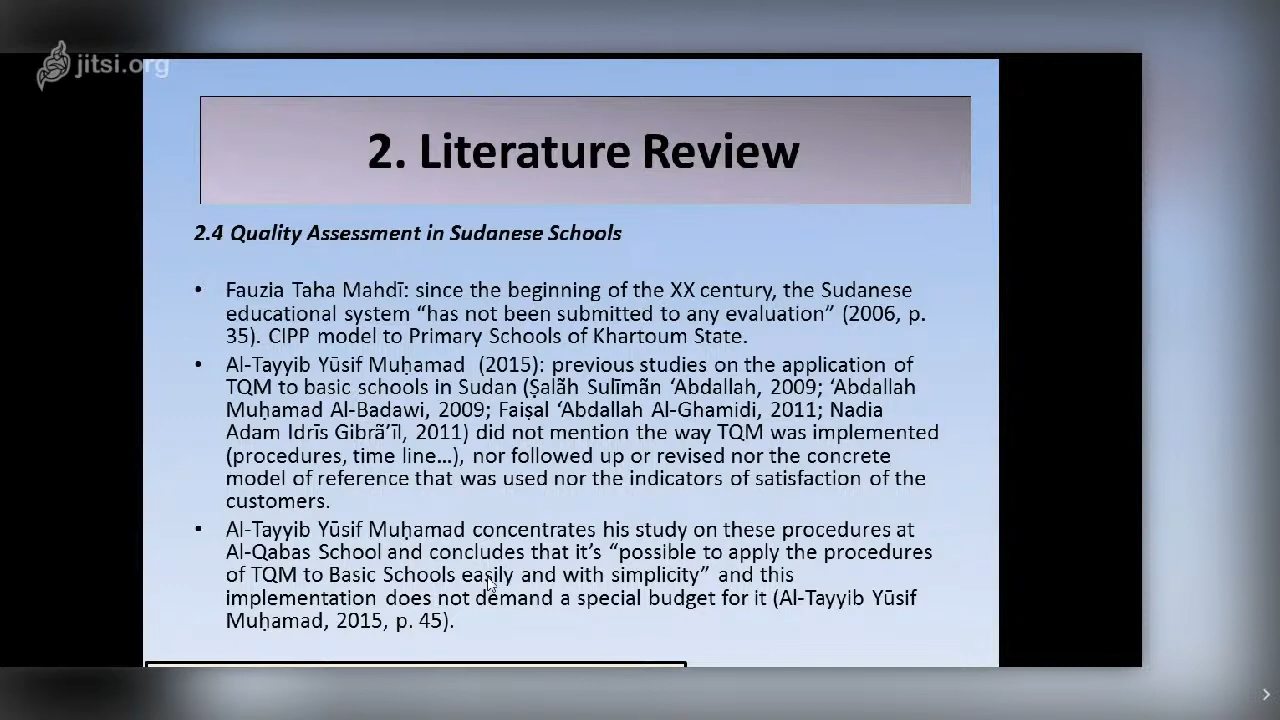 jitsi.org
2. Literature Review
2.4 Quality Assessment in Sudanese Schools
• Fauzia Taha Mahdī: since the beginning of the XX century, the Sudanese
educational system “has not been submitted to any evaluation” (2006, p.
35). CIPP model to Primary Schools of Khartoum State.
• Al-Tayyib Yūsif Muḥamad (2015): previous studies on the application of
TQM to basic schools in Sudan (Ṣalãh Sulīmãn ‘Abdallah, 2009; ‘Abdallah
Muḥamad Al-Badawi, 2009; Faiṣal ‘Abdallah Al-Ghamidi, 2011; Nadia
Adam Idrīs Gibrã’īl, 2011) did not mention the way TQM was implemented
(procedures, time line…), nor followed up or revised nor the concrete
model of reference that was used nor the indicators of satisfaction of the
customers.
• Al-Tayyib Yūsif Muḥamad concentrates his study on these procedures at
Al-Qabas School and concludes that it’s “possible to apply the procedures
of TQM to Basic Schools easily and with simplicity” and this
implementation does not demand a special budget for it (Al-Tayyib Yūsif
Muḥamad, 2015, p. 45).